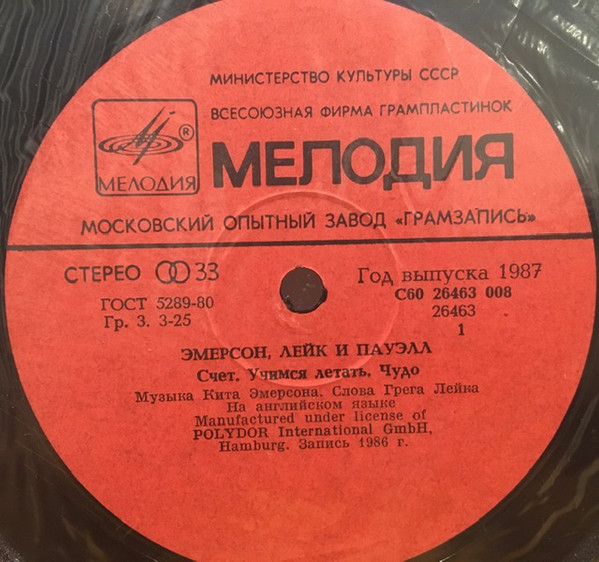 МИНИСТЕРСТВО КУЛЬТУРЫ СССР
ВСЕСОЮЗНАЯ ФИРМА ГРАМПЛАСТИНОК
®
МЕЛОДИЯ
МЕЛОДИЯ
МОСКОВСКИЙ ОПЫТНЫЙ ЗАВОД «ГРАМЗАПИСЬ»
СТЕРЕО 33
Год выпуска 1987
ГОСТ 5289-80
С60 26463 008
Гр. 3. 3-25
26463
1
ЭМЕРСОН, ЛЕЙК И ПАУЭЛЛ
Счет. Учимся летать. Чудо
Музыка Кита Эмерсона. Слова Грега Лейка
На английском языке
Manufactured under license of
POLYDOR International GmbH,
Hamburg. Запись 1986 г.